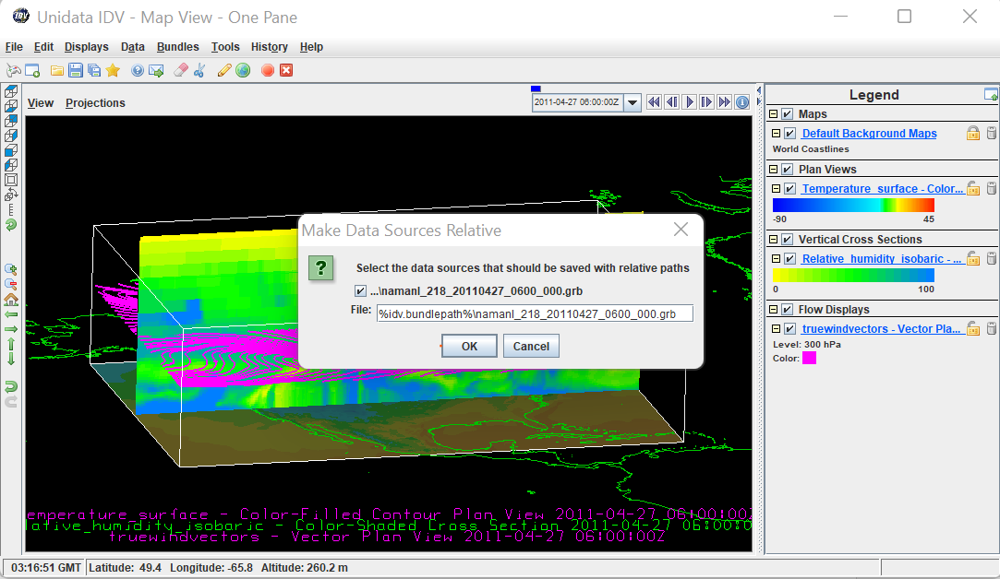 IDV Unidata IDV - Map View - One Pane
File Edit Displays Data Bundles Tools History Help
View Projections
2011-04-27 06:00:00Z
Legend
Maps
Default Background Maps
World Coastlines
Plan Views
Temperature_surface - Color...
-90 45
Vertical Cross Sections
Relative_humidity_isobaric - ...
0 100
Flow Displays
truewindvectors - Vector Pla...
Level: 300 hPa
Color:
Make Data Sources Relative
Select the data sources that should be saved with relative paths
...\namanl_218_20110427_0600_000.grb
File: %idv.bundlepath%\namanl_218_20110427_0600_000.grb
OK Cancel
emperature_surface - Color-Filled Contour Plan View 2011-04-27 06:00:00Z
lative_humidity_isobaric - Color-Shaded Cross Section 2011-04-27 06:00:0
truewindvectors - Vector Plan View 2011-04-27 06:00:00Z
03:16:51 GMT Latitude: 49.4 Longitude: -65.8 Altitude: 260.2 m